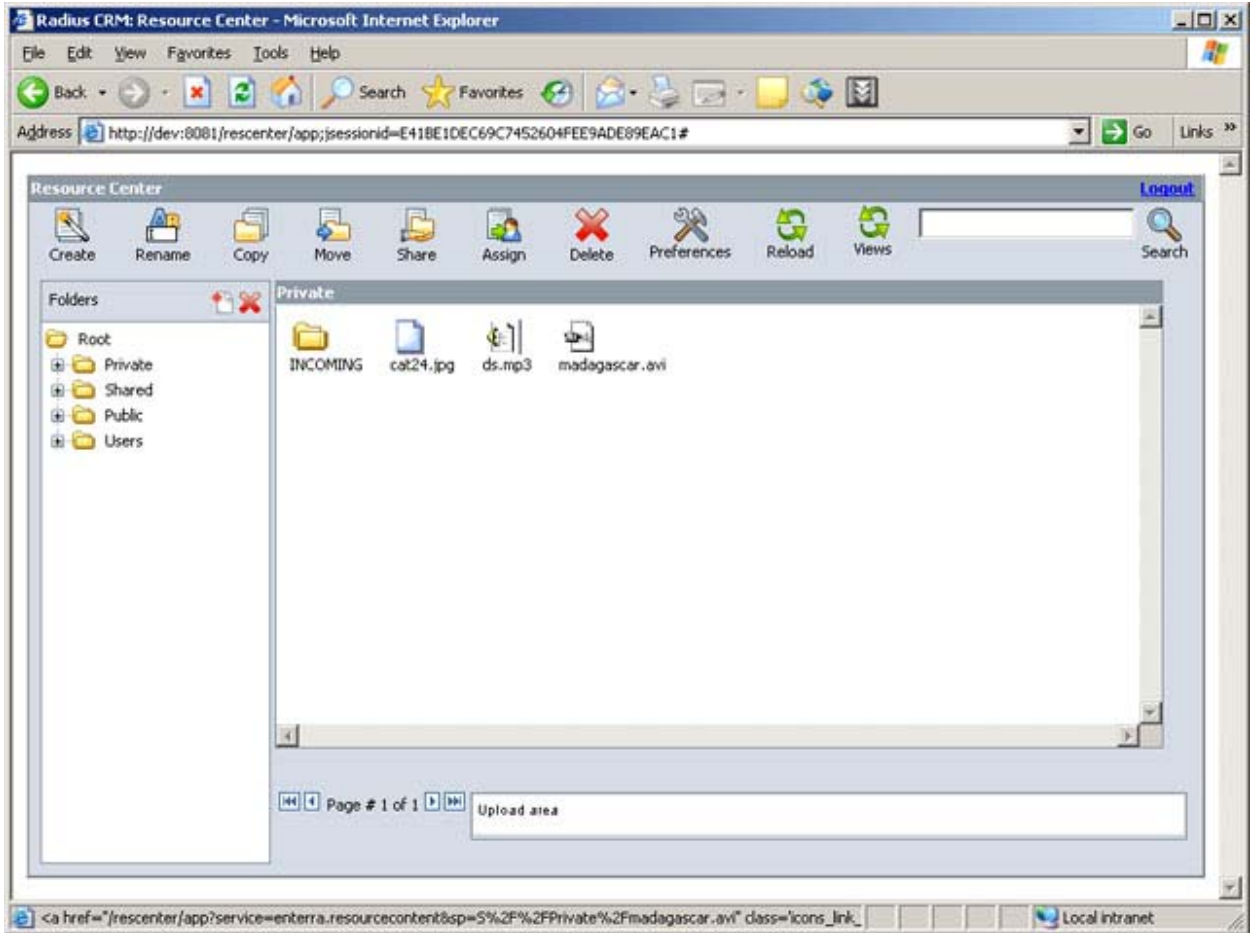 Radius CRM: Resource Center - Microsoft Internet Explorer
File Edit View Favorites Tools Help
Back Search Favorites
Address http://dev:8081/rescenter/app;jsessionid=E41BE1DEC69C7452604FEE9ADE89EAC1# Go Links »
Resource Center Logout
Create Rename Copy Move Share Assign Delete Preferences Reload Views Search
Folders
Private
Root
Private
Shared
Public
Users
INCOMING cat24.jpg ds.mp3 madagascar.avi
Page # 1 of 1
Upload area
<a href="/rescenter/app?service=enterra.resourcecontent&sp=S%2F%2FPrivate%2Fmadagascar.avi" class='icons_link_ Local intranet